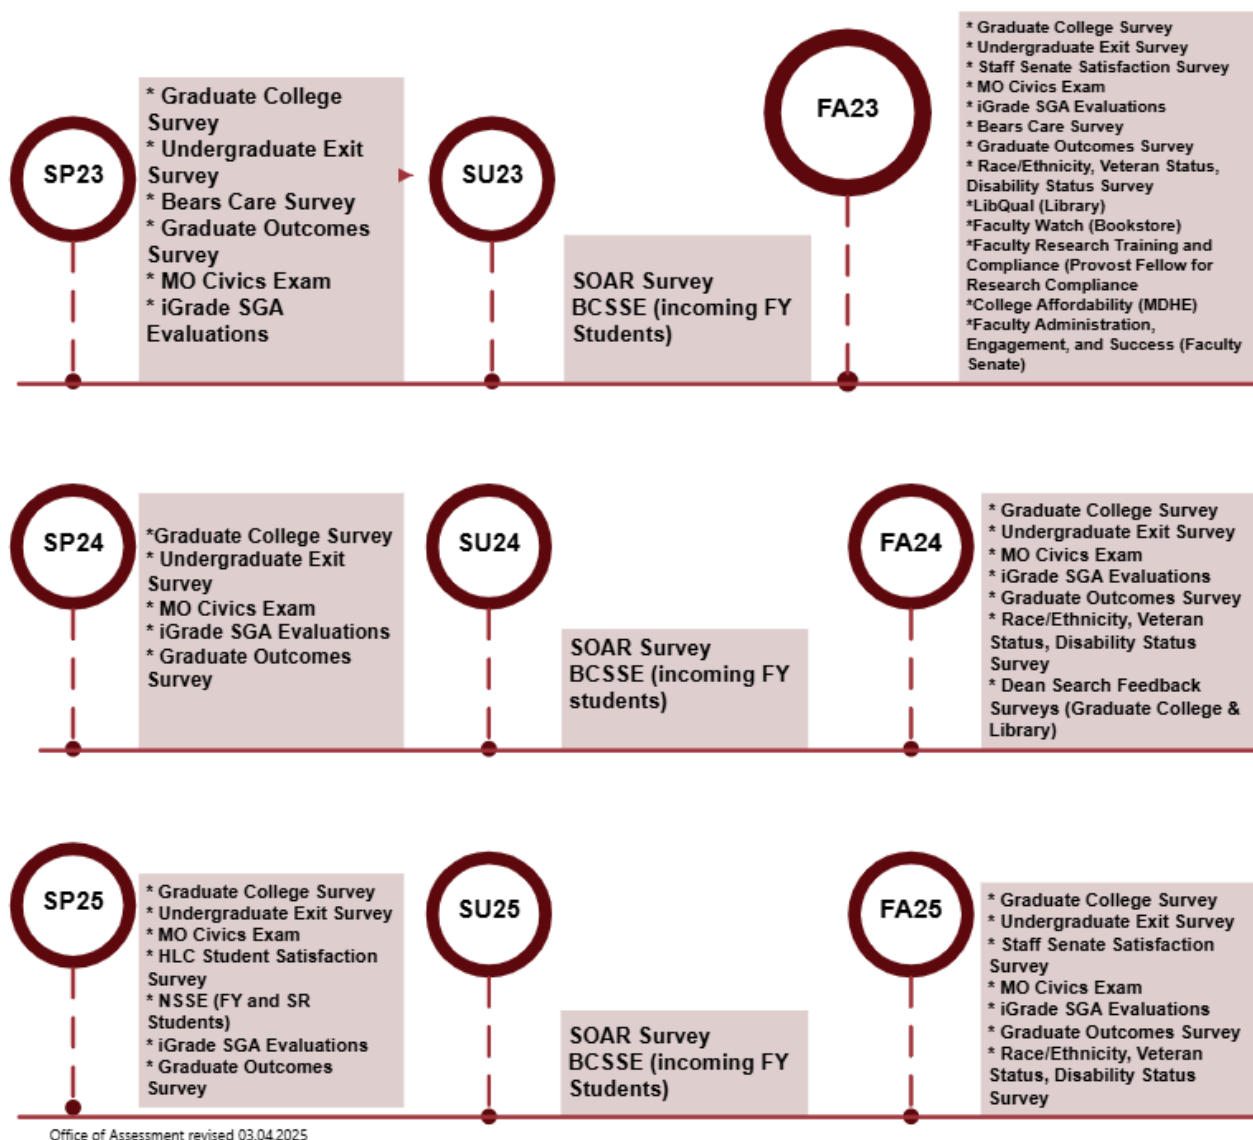 SP23
* Graduate College
Survey
* Undergraduate Exit
Survey
* Bears Care Survey
* Graduate Outcomes
Survey
* MO Civics Exam
* iGrade SGA
Evaluations
SU23
SOAR Survey
BCSSE (incoming FY
Students)
FA23
* Graduate College Survey
* Undergraduate Exit Survey
* Staff Senate Satisfaction Survey
* MO Civics Exam
* iGrade SGA Evaluations
* Bears Care Survey
* Graduate Outcomes Survey
* Race/Ethnicity, Veteran Status,
Disability Status Survey
*LibQual (Library)
*Faculty Watch (Bookstore)
*Faculty Research Training and
Compliance (Provost Fellow for
Research Compliance
*College Affordability (MDHE)
*Faculty Administration,
Engagement, and Success (Faculty
Senate)
SP24
*Graduate College Survey
* Undergraduate Exit
Survey
* MO Civics Exam
* iGrade SGA Evaluations
* Graduate Outcomes
Survey
SU24
SOAR Survey
BCSSE (incoming FY
students)
FA24
* Graduate College Survey
* Undergraduate Exit Survey
* MO Civics Exam
* iGrade SGA Evaluations
* Graduate Outcomes Survey
* Race/Ethnicity, Veteran
Status, Disability Status
Survey
* Dean Search Feedback
Surveys (Graduate College &
Library)
SP25
* Graduate College Survey
* Undergraduate Exit Survey
* MO Civics Exam
* HLC Student Satisfaction
Survey
* NSSE (FY and SR
Students)
* iGrade SGA Evaluations
* Graduate Outcomes
Survey
SU25
SOAR Survey
BCSSE (incoming FY
Students)
FA25
* Graduate College Survey
* Undergraduate Exit Survey
* Staff Senate Satisfaction
Survey
* MO Civics Exam
* iGrade SGA Evaluations
* Graduate Outcomes Survey
* Race/Ethnicity, Veteran
Status, Disability Status
Survey
Office of Assessment revised 03.04.2025